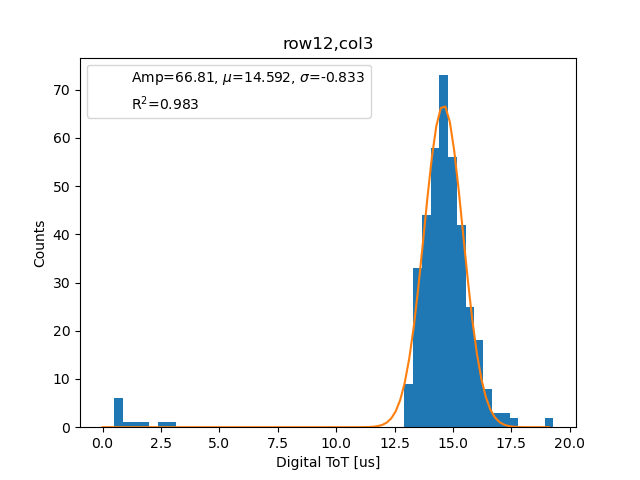 row12,col3
Amp=66.81, μ=14.592, σ=-0.833
R²=0.983
Counts
70
60
50
40
30
20
10
0
0.0 2.5 5.0 7.5 10.0 12.5 15.0 17.5 20.0
Digital ToT [us]